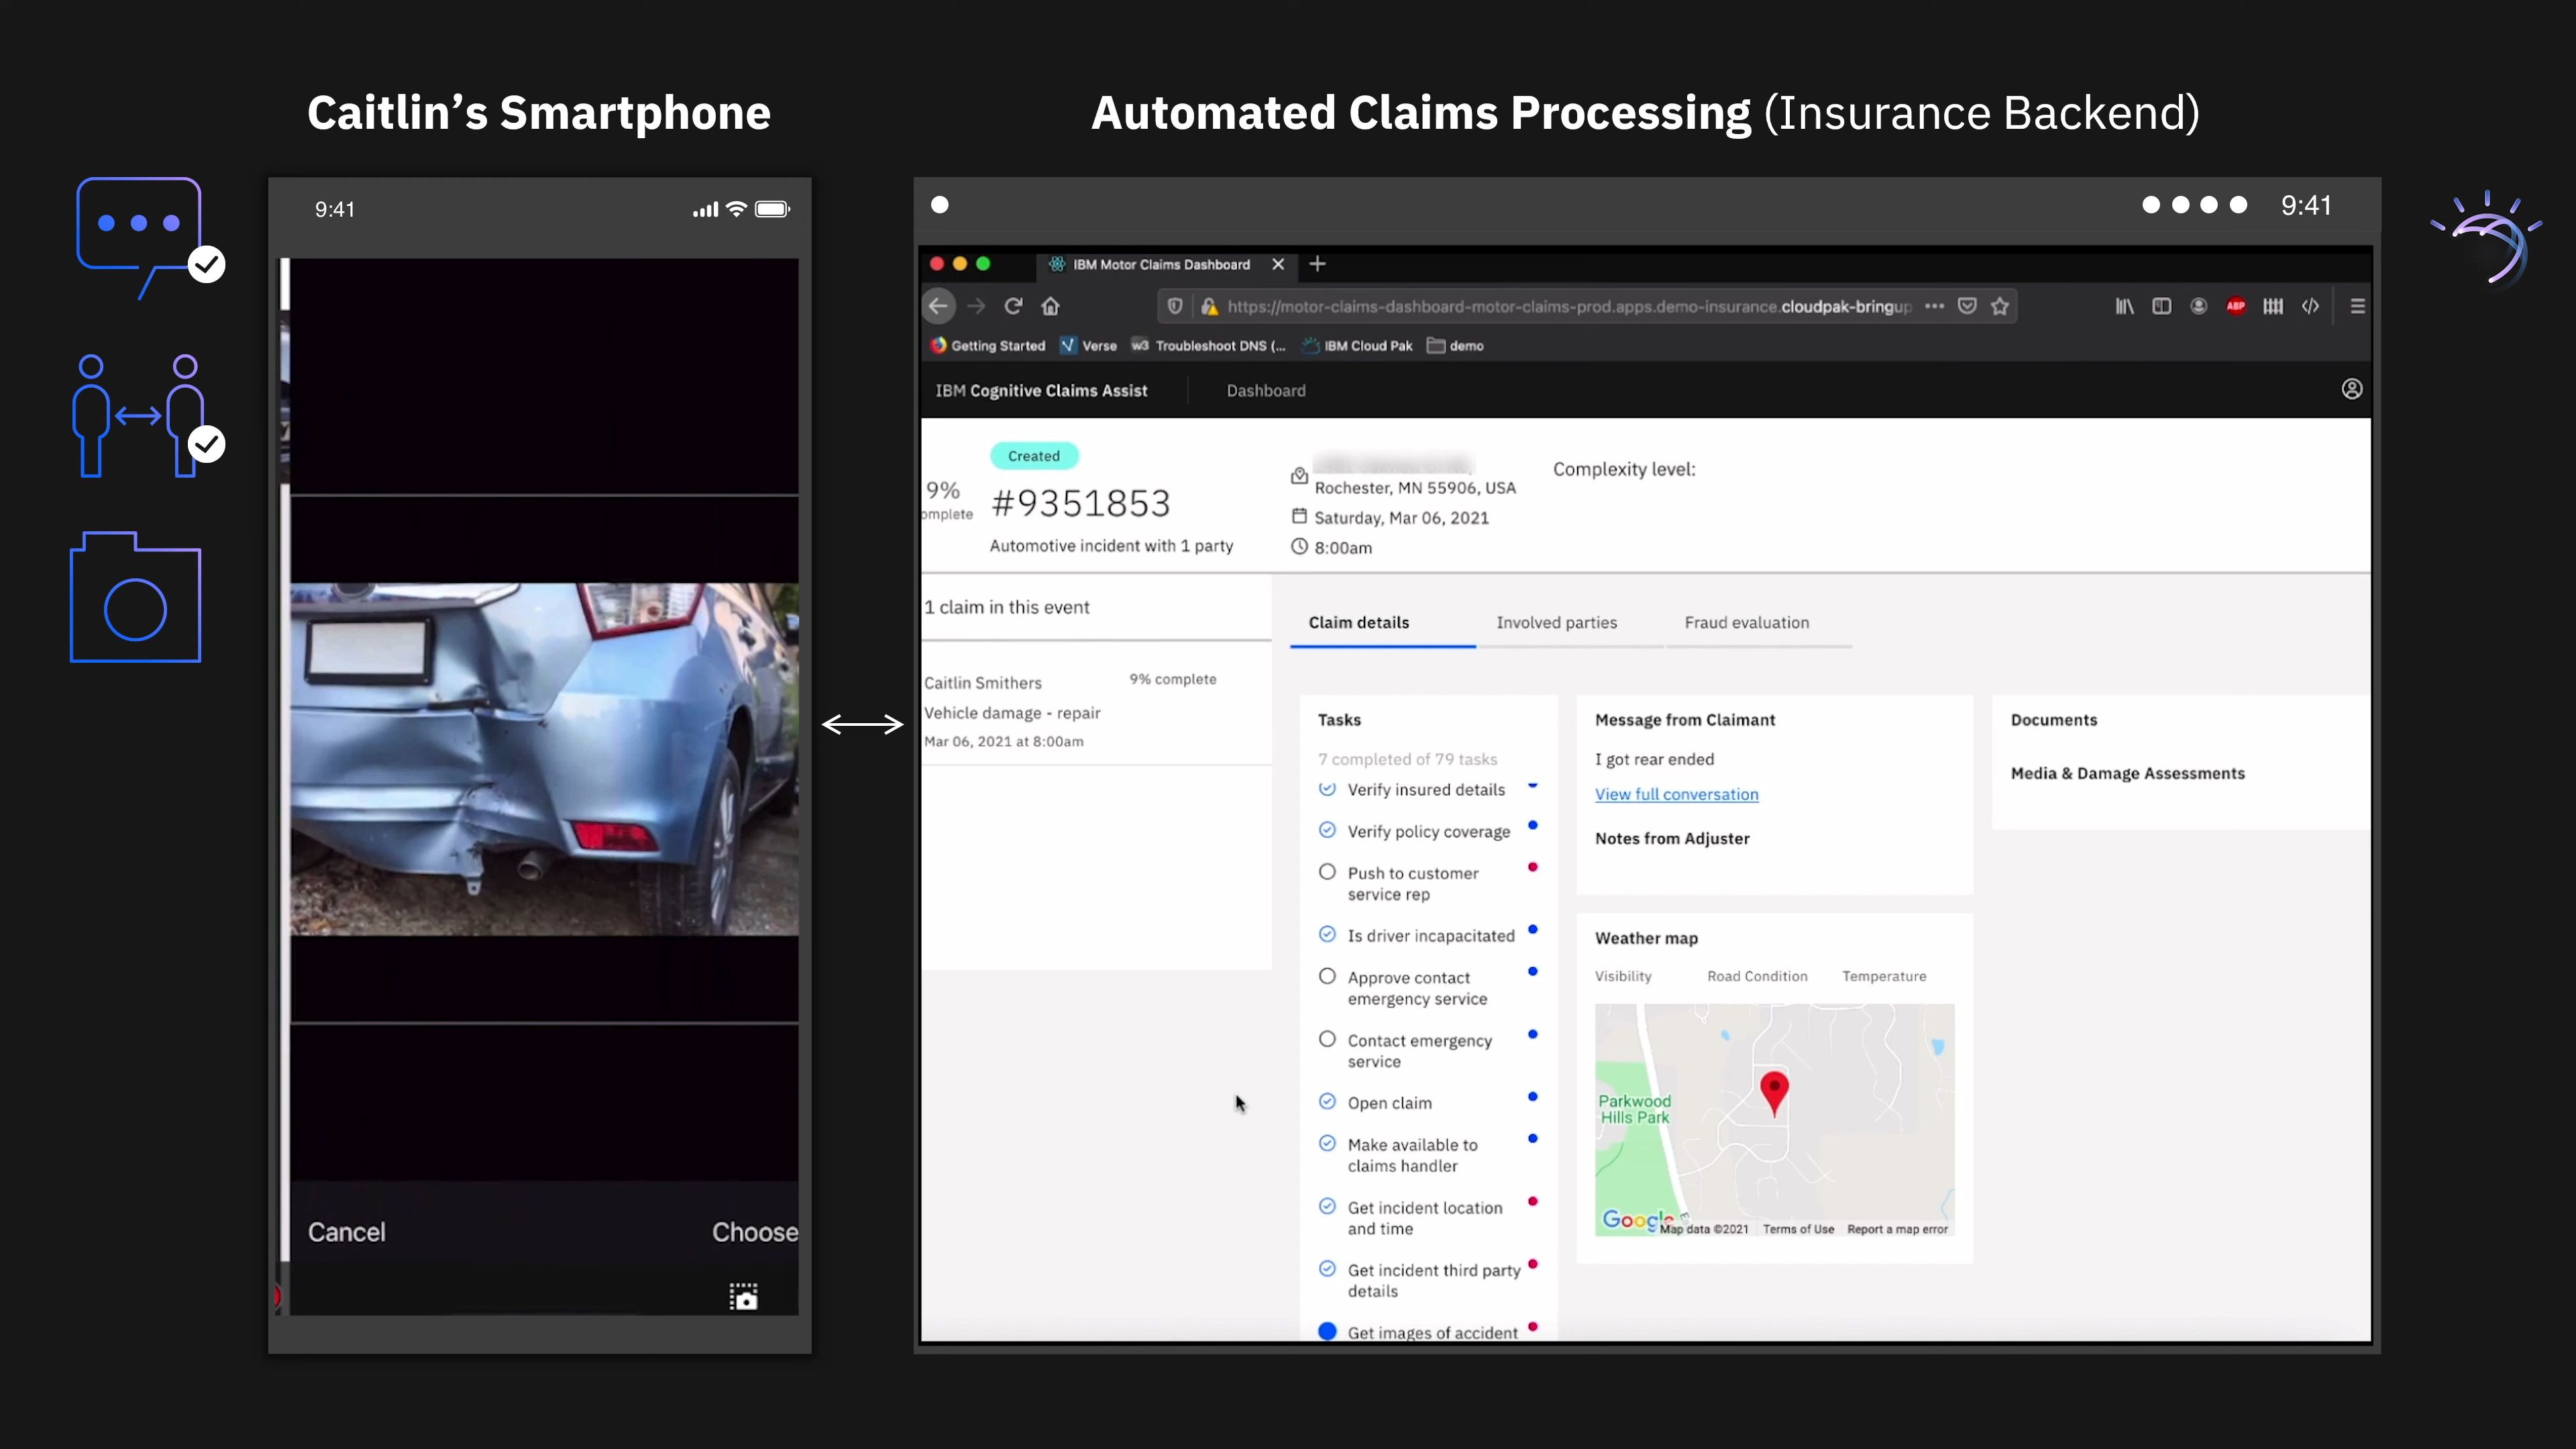 Caitlin's Smartphone
Automated Claims Processing (Insurance Backend)
9:41
9:41
IBM Motor Claims Dashboard
https://motor-claims-dashboard-motor-claims-prod.apps.demo-insurance.cloudpak-bringup
ABP
Getting Started
Verse
w3 Troubleshoot DNS (...
IBM Cloud Pak
demo
IBM Cognitive Claims Assist
Dashboard
9%
omplete
Created
#9351853
Automotive incident with 1 party
Rochester, MN 55906, USA
Saturday, Mar 06, 2021
8:00am
Complexity level:
1 claim in this event
Caitlin Smithers
9% complete
Vehicle damage - repair
Mar 06, 2021 at 8:00am
Claim details
Involved parties
Fraud evaluation
Tasks
7 completed of 79 tasks
Verify insured details
Verify policy coverage
Push to customer
service rep
Is driver incapacitated
Approve contact
emergency service
Contact emergency
service
Open claim
Make available to
claims handler
Get incident location
and time
Get incident third party
details
Get images of accident
Message from Claimant
I got rear ended
View full conversation
Notes from Adjuster
Weather map
Visibility
Road Condition
Temperature
Parkwood
Hills Park
Google
Map data ©2021
Terms of Use
Report a map error
Documents
Media & Damage Assessments
Cancel
Choose